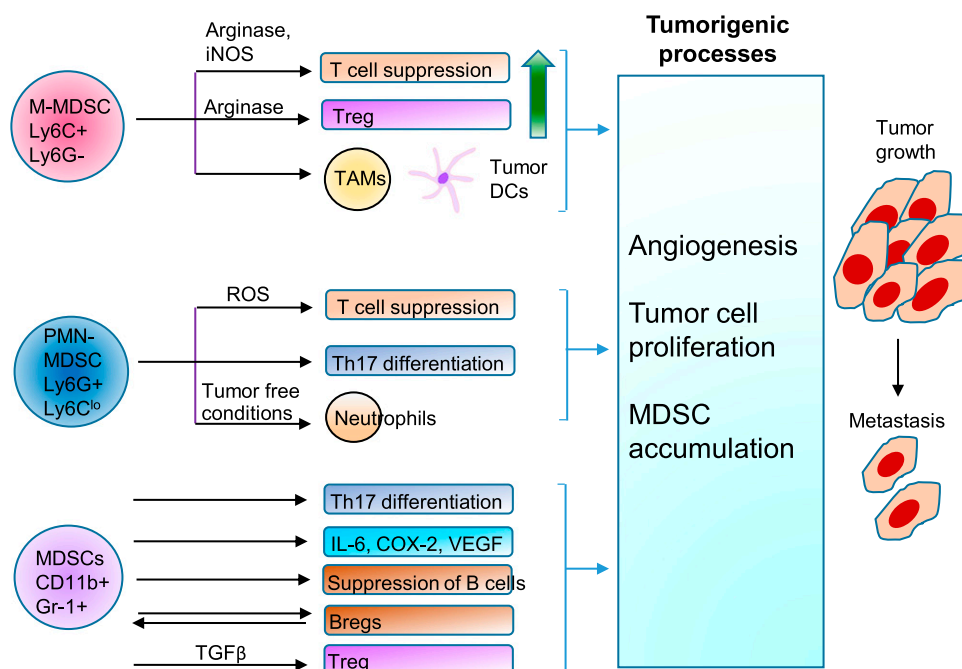 Arginase,
iNOS
T cell suppression
M-MDSC
Ly6C+
Ly6G-
Arginase
Treg
TAMs
Tumor
DCs
ROS
T cell suppression
PMN-
MDSC
Ly6G+
Ly6Clo
Th17 differentiation
Tumor free
conditions
Neutrophils
Th17 differentiation
MDSCs
CD11b+
Gr-1+
IL-6, COX-2, VEGF
Suppression of B cells
Bregs
TGFβ
Treg
Tumorigenic
processes
Angiogenesis
Tumor cell
proliferation
MDSC
accumulation
Tumor
growth
Metastasis